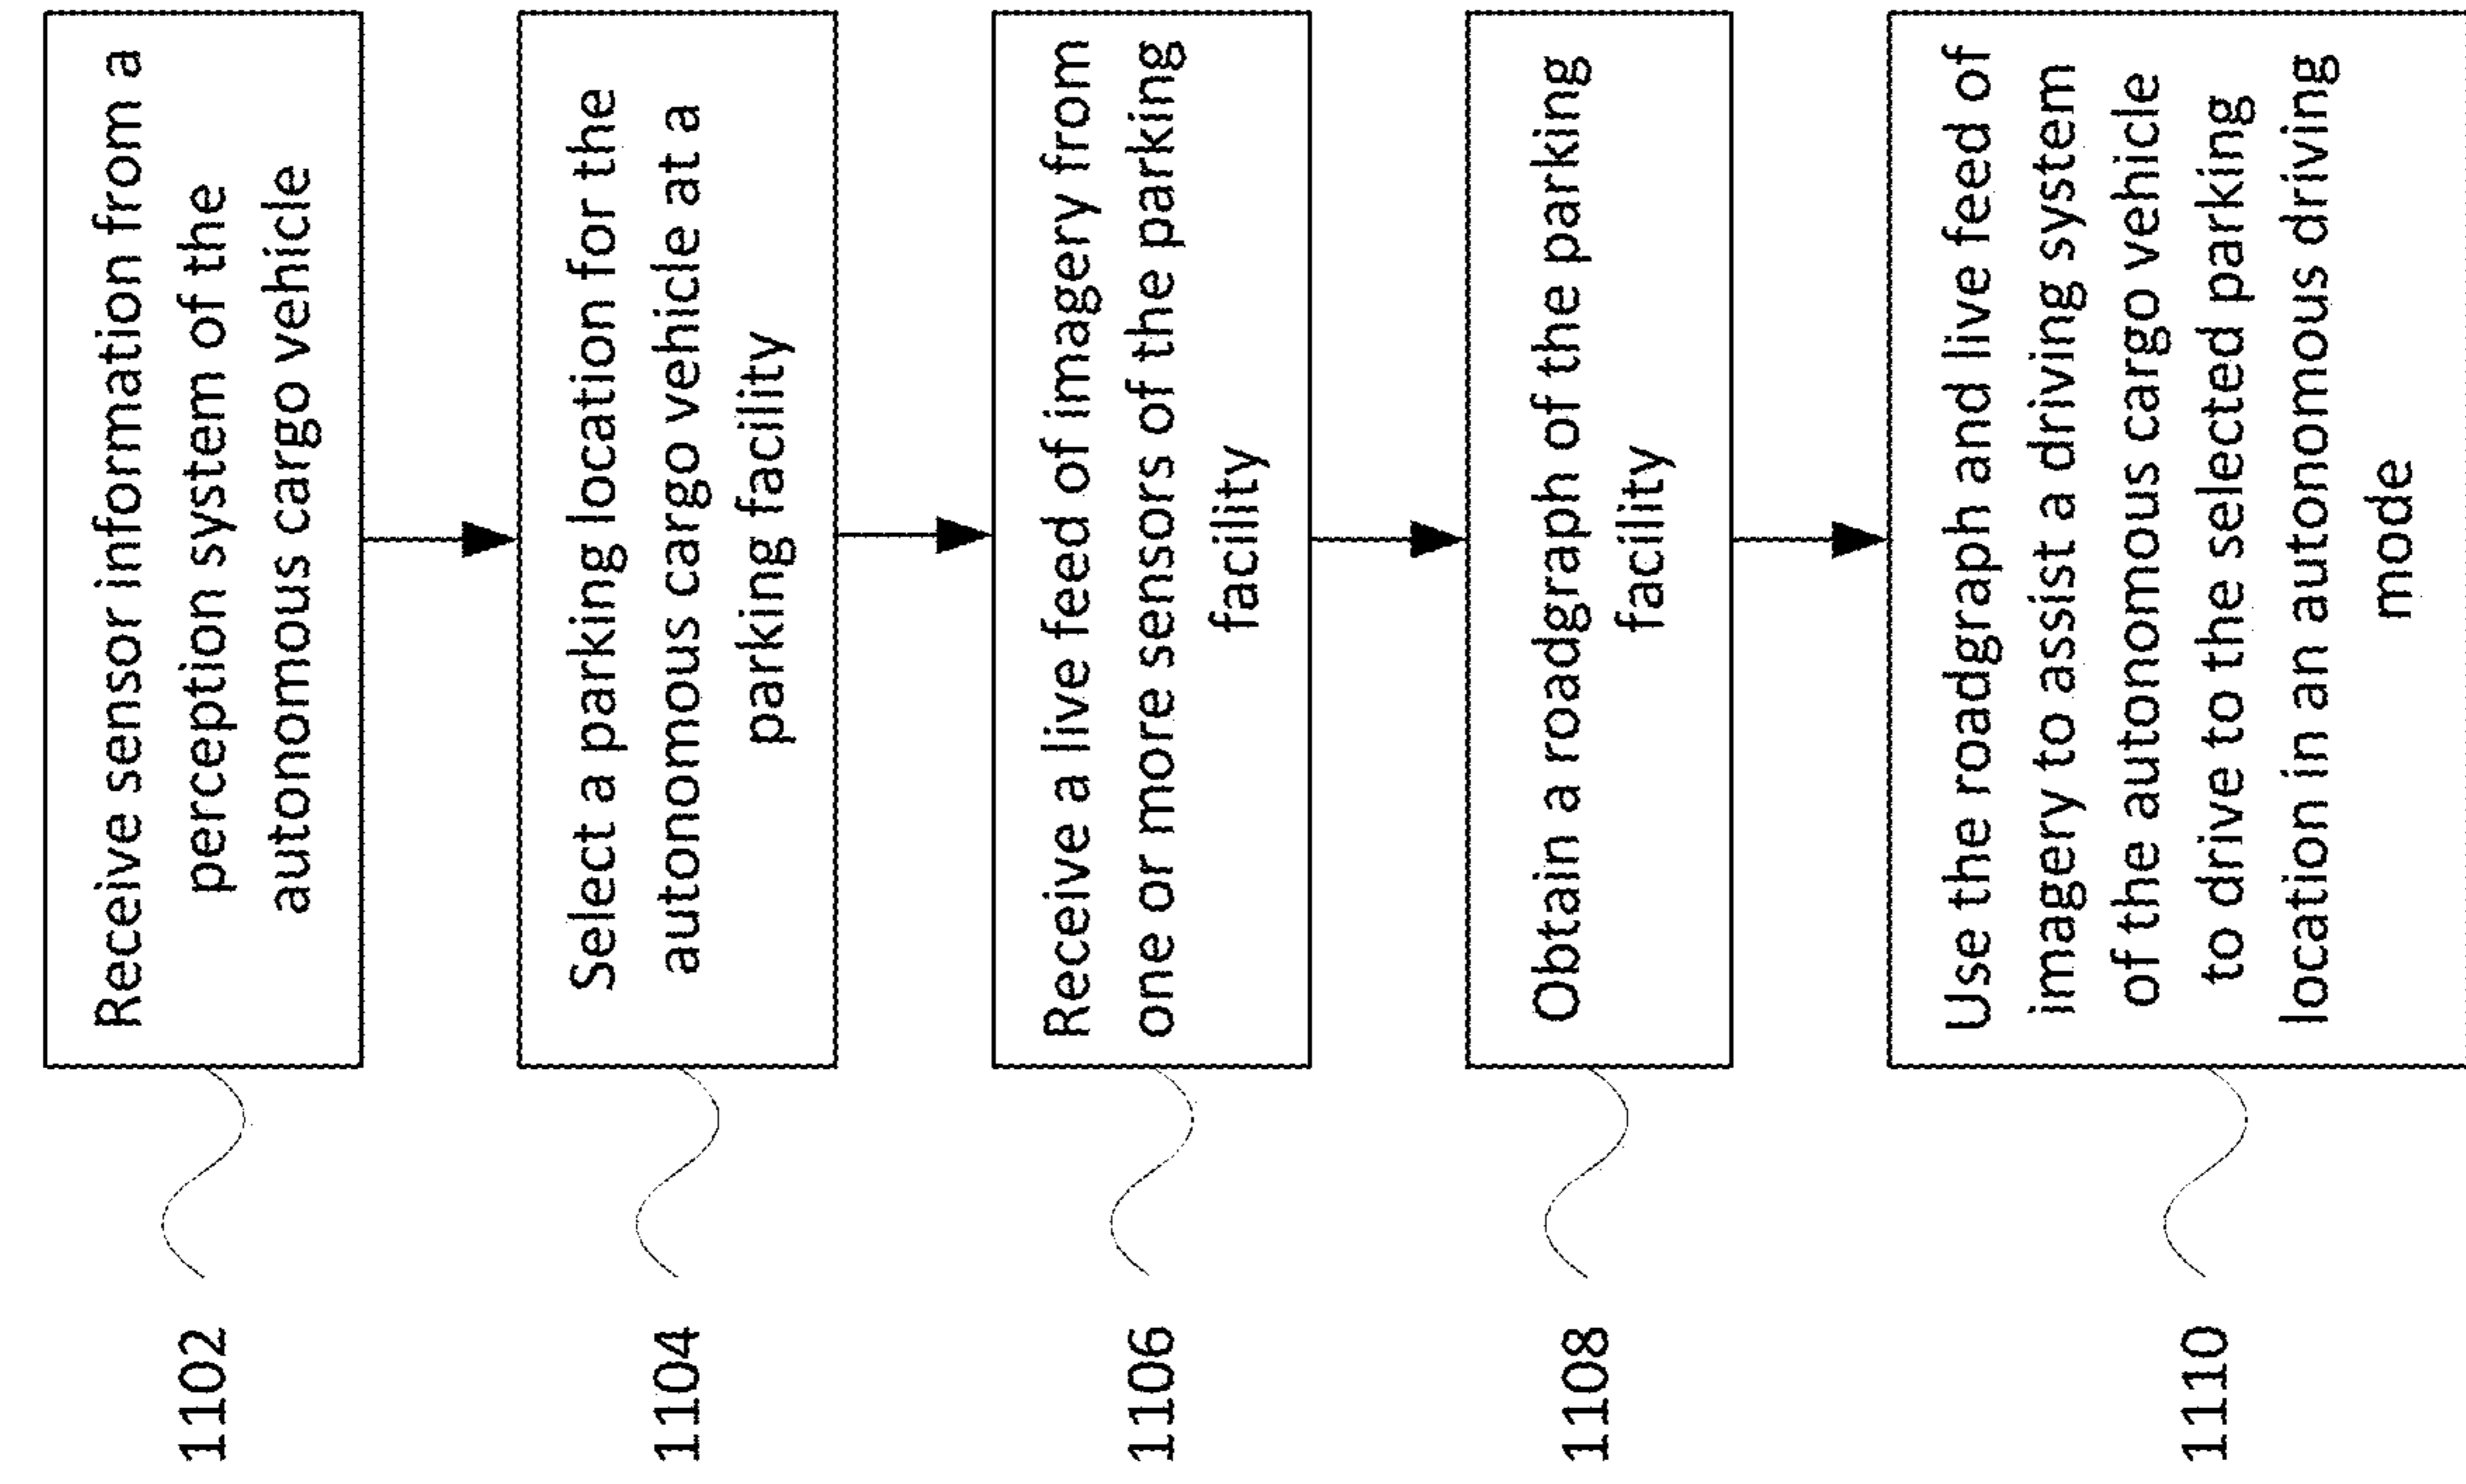 1102
Receive sensor information from a
perception system of the
autonomous cargo vehicle
1104
Select a parking location for the
autonomous cargo vehicle at a
parking facility
1106
Receive a live feed of imagery from
one or more sensors of the parking
facility
1108
Obtain a roadgraph of the parking
facility
1110
Use the roadgraph and live feed of
imagery to assist a driving system
of the autonomous cargo vehicle
to drive to the selected parking
location in an autonomous driving
mode